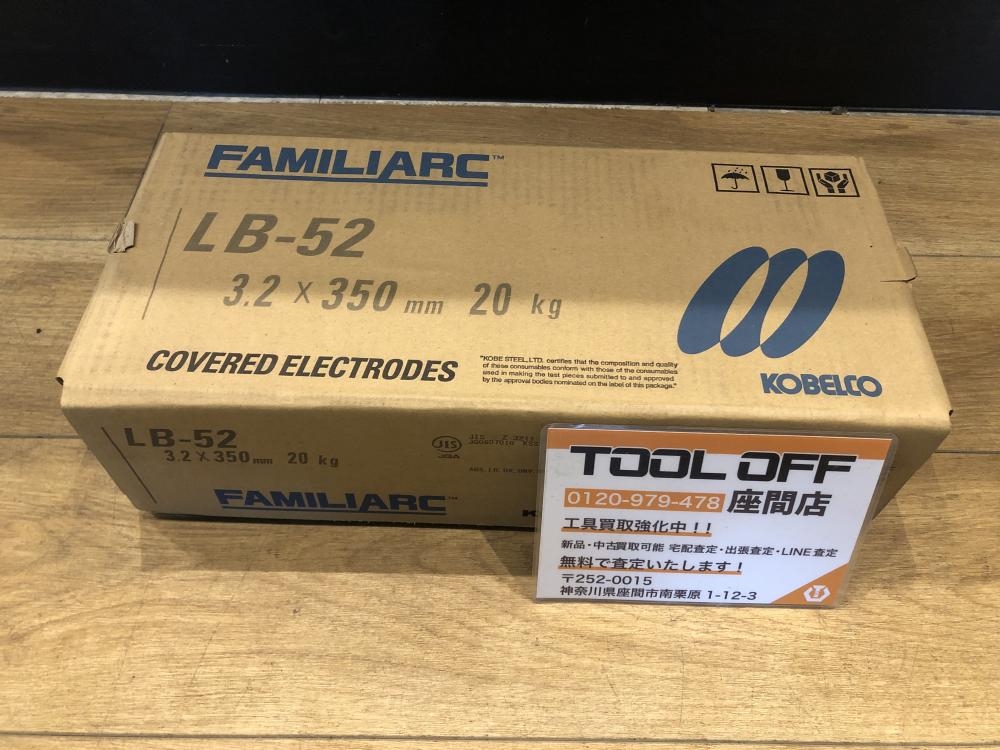 FAMILIARC™
LB-52
3.2 × 350 mm 20 kg
COVERED ELECTRODES
"KOBE STEEL, LTD. certifies that the composition and quality
of these consumables conform with those of the consumables
used in making the test pieces submitted to and approved
by the approval bodies nominated on the label of this package."
KOBELCO
LB-52
3.2 × 350 mm 20 kg
JIS
JQA
JIS Z 3211
FAMILIARC™
TOOL OFF
0120-979-478 座間店
工具買取強化中！！
新品・中古買取可能 宅配査定・出張査定・LINE査定
無料で査定いたします！
〒252-0015
神奈川県座間市南栗原 1-12-3